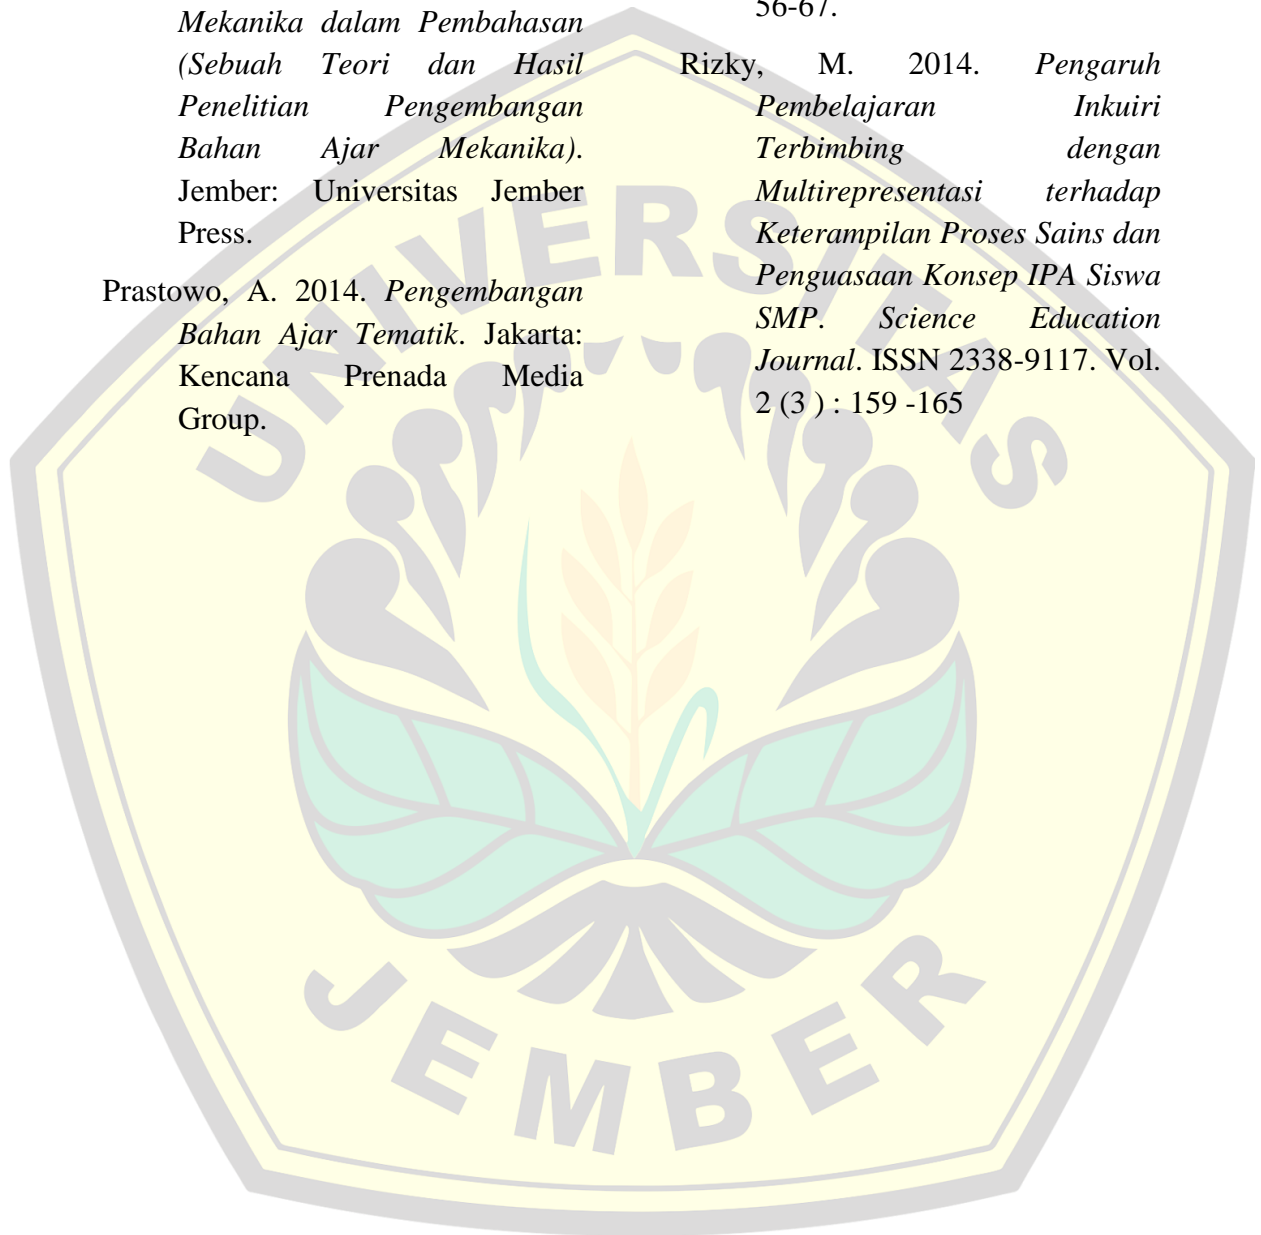 Mekanika dalam Pembahasan
(Sebuah Teori dan Hasil
Penelitian Pengembangan
Bahan Ajar Mekanika).
Jember: Universitas Jember
Press.
Prastowo, A. 2014. Pengembangan
Bahan Ajar Tematik. Jakarta:
Kencana Prenada Media
Group.
56-67.
Rizky, M. 2014. Pengaruh
Pembelajaran Inkuiri
Terbimbing dengan
Multirepresentasi terhadap
Keterampilan Proses Sains dan
Penguasaan Konsep IPA Siswa
SMP. Science Education
Journal. ISSN 2338-9117. Vol.
2 (3 ) : 159 -165
UNIVERSITAS
JEMBER